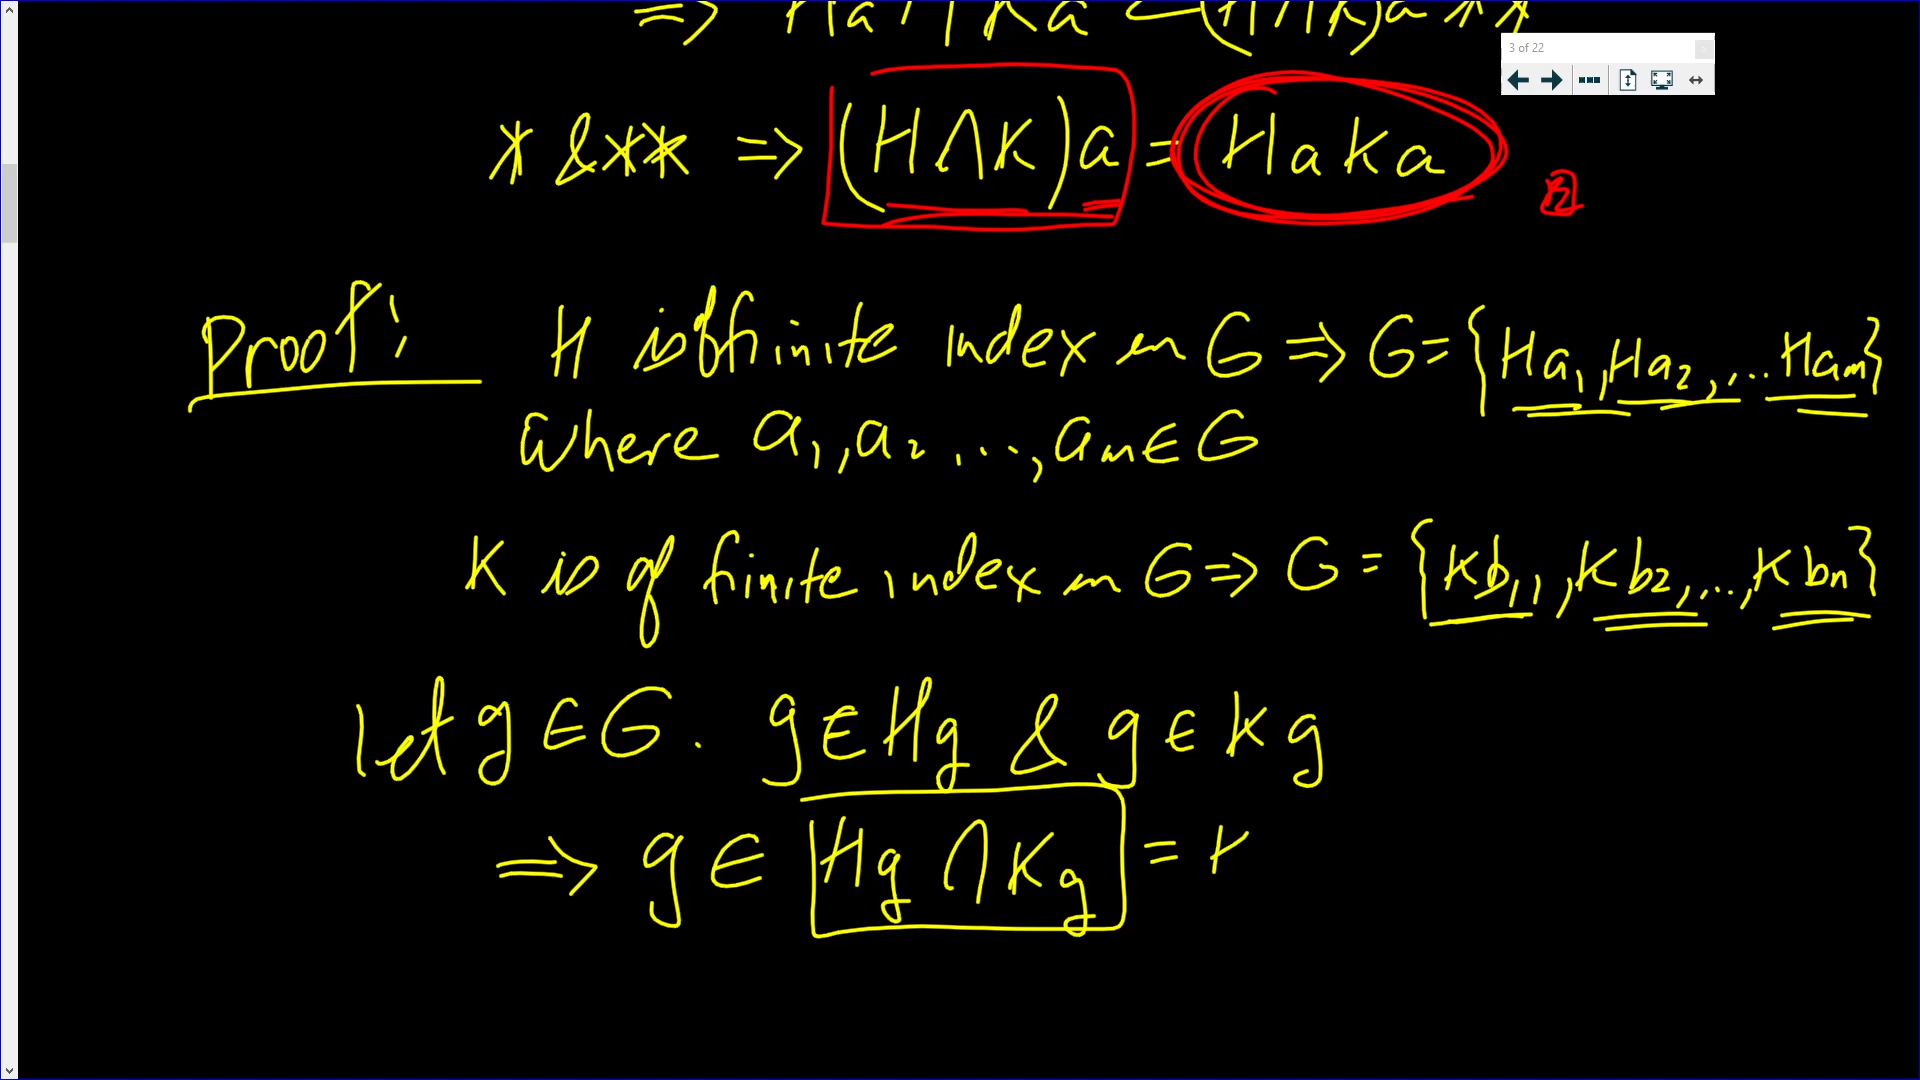 => Ha ∩ Ka ⊂ (H∩K)a **
3 of 22
* & ** => (H∩K)a = HaKa
Proof: H is of finite index in G => G = {Ha₁, Ha₂, ... Haₘ}
where a₁, a₂ ..., aₘ ∈ G
K is of finite index in G => G = {Kb₁, Kb₂, ..., Kbₙ}
let g ∈ G. g ∈ Hg & g ∈ Kg
=> g ∈ Hg ∩ Kg =